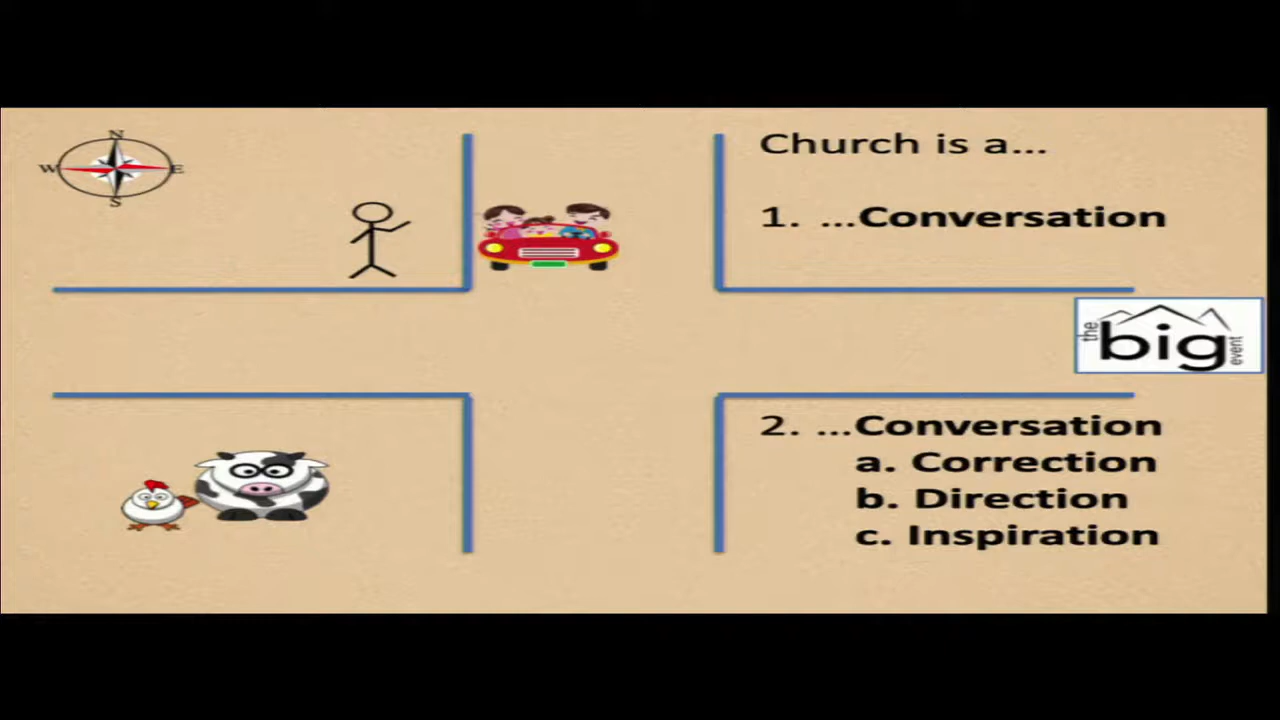 N
W E
S
Church is a...
1. ...Conversation
the big event
2. ...Conversation
a. Correction
b. Direction
c. Inspiration